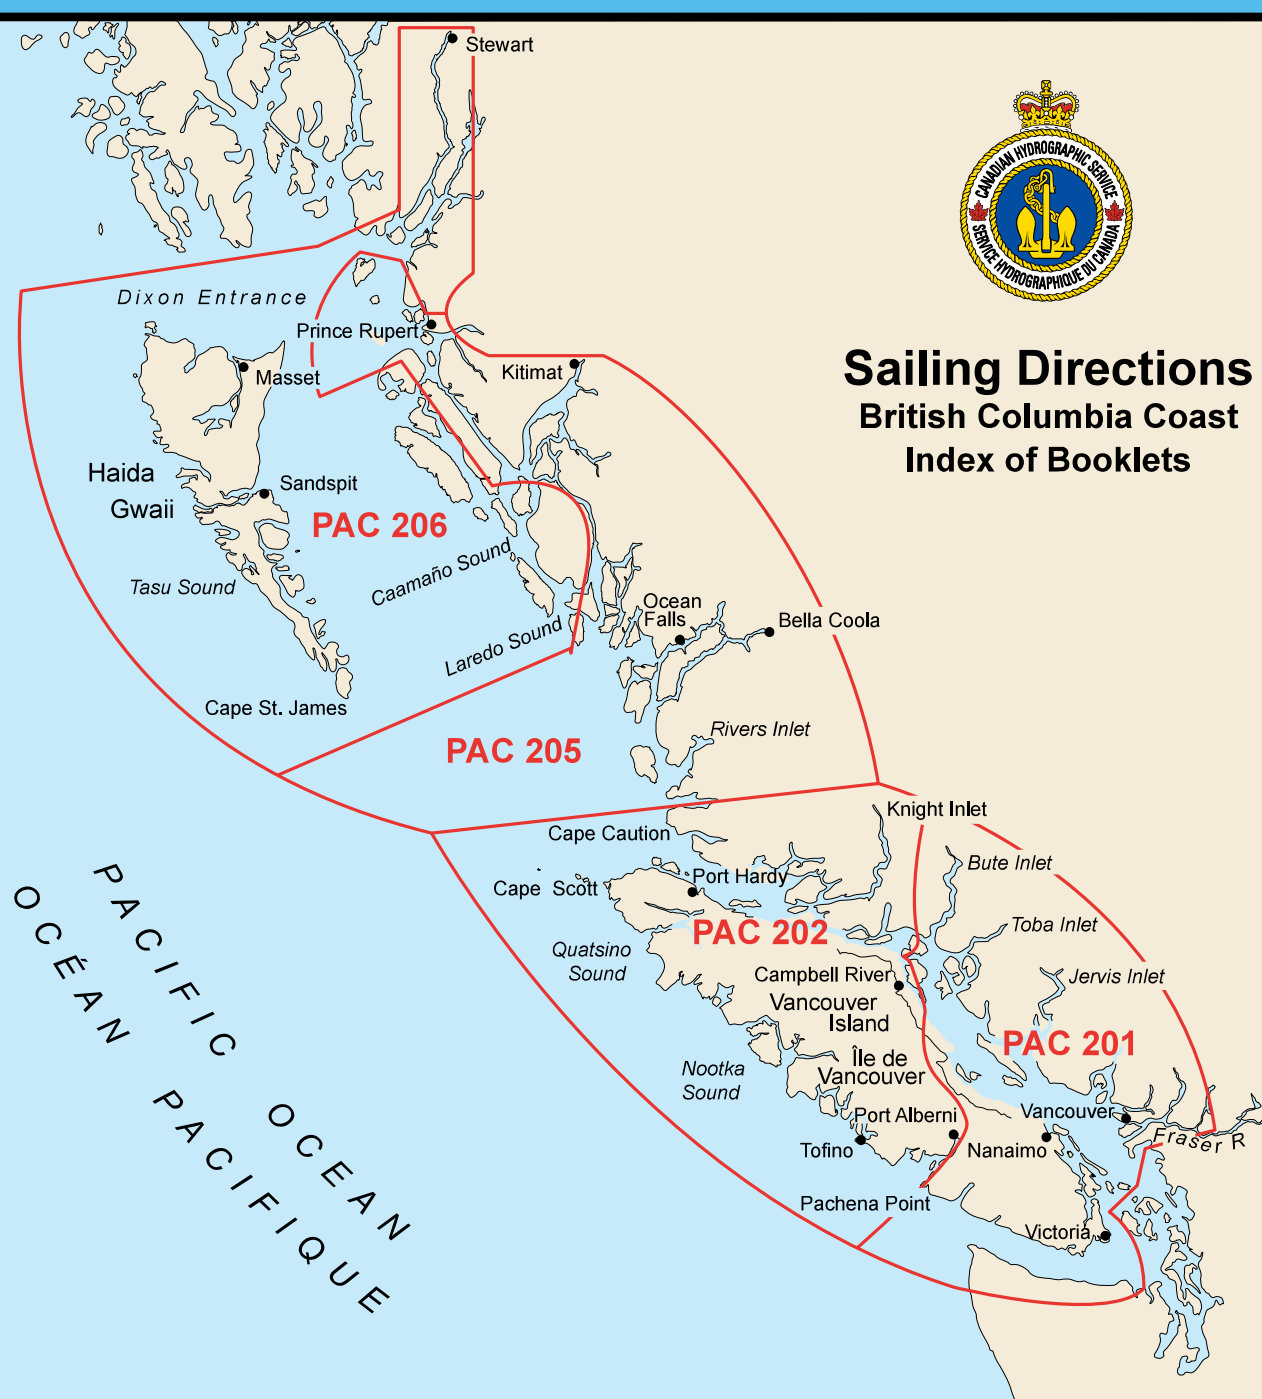 Stewart
CANADIAN HYDROGRAPHIC SERVICE
SERVICE HYDROGRAPHIQUE DU CANADA
Dixon Entrance
Prince Rupert
Masset
Kitimat
Sailing Directions
British Columbia Coast
Index of Booklets
Haida
Gwaii
Sandspit
PAC 206
Tasu Sound
Caamaño Sound
Ocean
Falls
Bella Coola
Laredo Sound
Cape St. James
Rivers Inlet
PAC 205
Knight Inlet
Cape Caution
Bute Inlet
Cape Scott
Port Hardy
Toba Inlet
PAC 202
Quatsino
Sound
Campbell River
Jervis Inlet
Vancouver
Island
PAC 201
Île de
Vancouver
Nootka
Sound
Port Alberni
Vancouver
Tofino
Nanaimo
Fraser R
Pachena Point
Victoria
PACIFIC OCEAN
OCÉAN PACIFIQUE